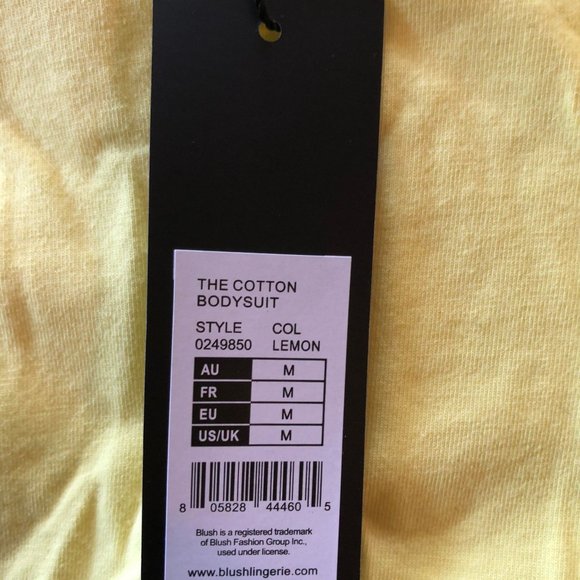 THE COTTON
BODYSUIT
STYLE COL
0249850 LEMON
AU M
FR M
EU M
US/UK M
8 05828 44460 5
Blush is a registered trademark
of Blush Fashion Group Inc.,
used under license.
www.blushlingerie.com